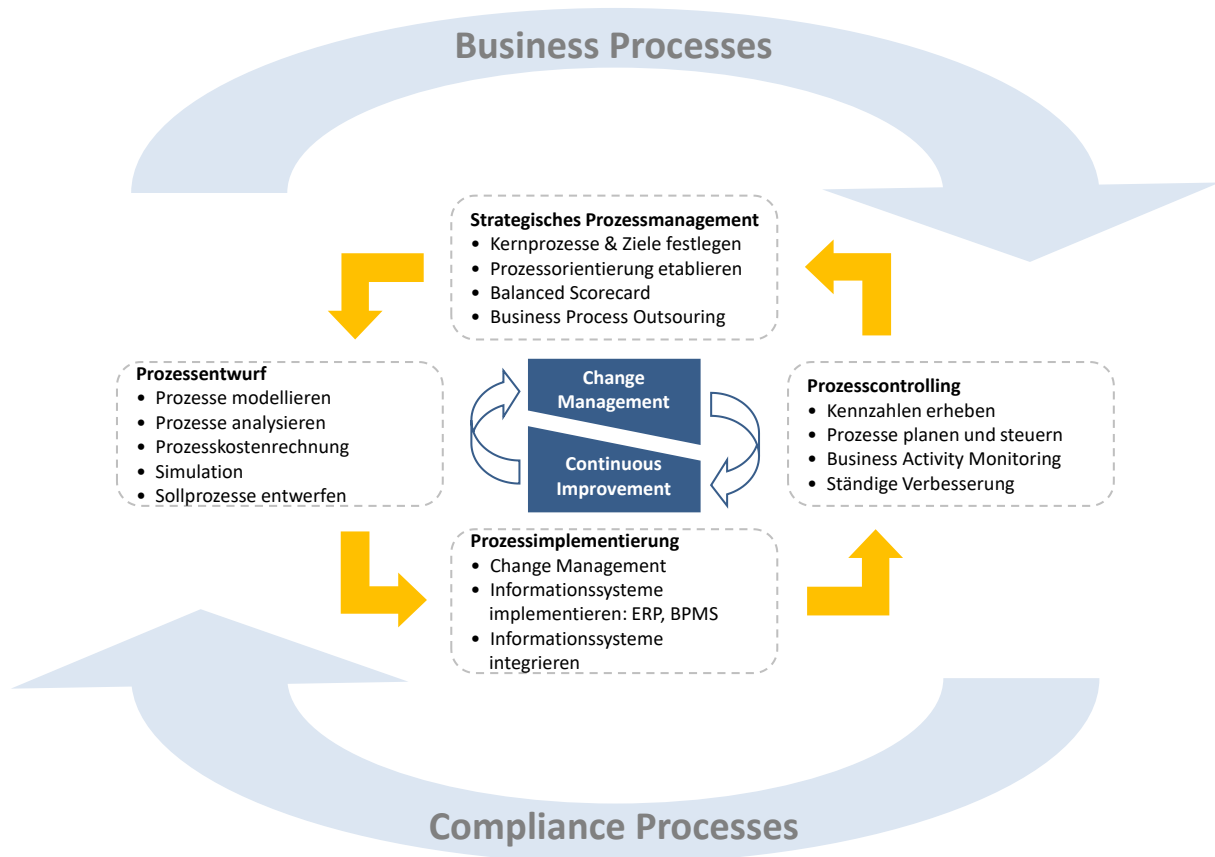 Business Processes
Strategisches Prozessmanagement
• Kernprozesse & Ziele festlegen
• Prozessorientierung etablieren
• Balanced Scorecard
• Business Process Outsouring
Prozessentwurf
• Prozesse modellieren
• Prozesse analysieren
• Prozesskostenrechnung
• Simulation
• Sollprozesse entwerfen
Change
Management
Continuous
Improvement
Prozesscontrolling
• Kennzahlen erheben
• Prozesse planen und steuern
• Business Activity Monitoring
• Ständige Verbesserung
Prozessimplementierung
• Change Management
• Informationssysteme
implementieren: ERP, BPMS
• Informationssysteme
integrieren
Compliance Processes